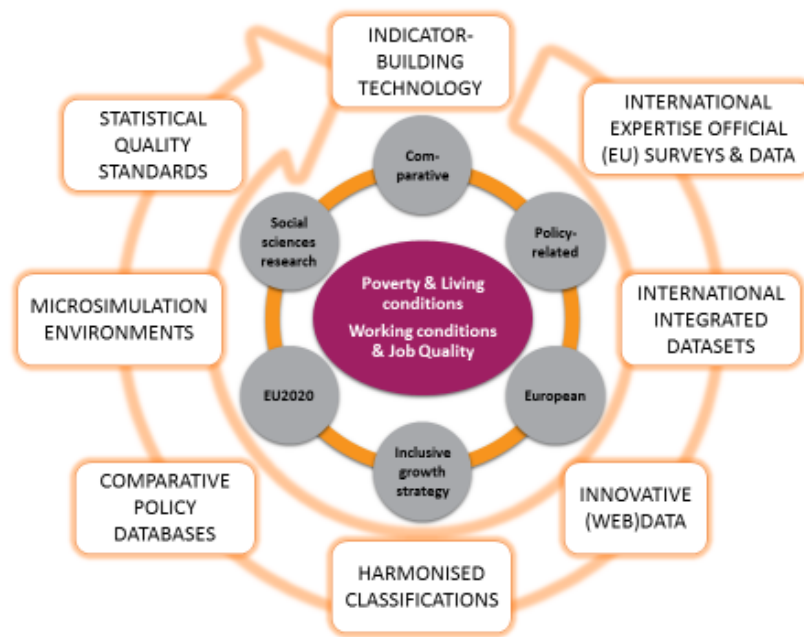 INDICATOR-
BUILDING
TECHNOLOGY
INTERNATIONAL
EXPERTISE OFFICIAL
(EU) SURVEYS & DATA
INTERNATIONAL
INTEGRATED
DATASETS
INNOVATIVE
(WEB)DATA
HARMONISED
CLASSIFICATIONS
COMPARATIVE
POLICY
DATABASES
MICROSIMULATION
ENVIRONMENTS
STATISTICAL
QUALITY
STANDARDS
Com-
parative
Policy-
related
European
Inclusive
growth
strategy
EU2020
Social
sciences
research
Poverty & Living
conditions
Working conditions
& Job Quality